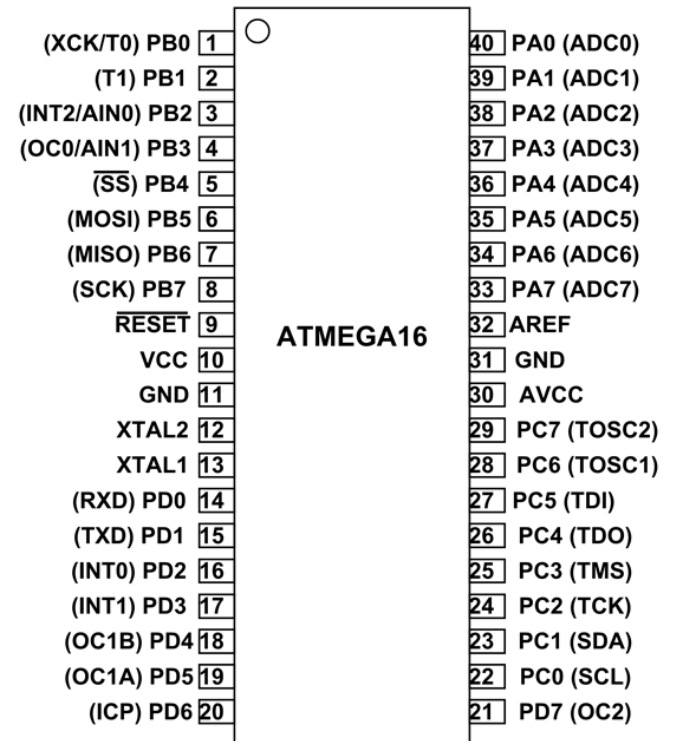 (XCK/T0) PB0 1 40 PA0 (ADC0)
(T1) PB1 2 39 PA1 (ADC1)
(INT2/AIN0) PB2 3 38 PA2 (ADC2)
(OC0/AIN1) PB3 4 37 PA3 (ADC3)
(SS) PB4 5 36 PA4 (ADC4)
(MOSI) PB5 6 35 PA5 (ADC5)
(MISO) PB6 7 34 PA6 (ADC6)
(SCK) PB7 8 33 PA7 (ADC7)
RESET 9 32 AREF
ATMEGA16
VCC 10 31 GND
GND 11 30 AVCC
XTAL2 12 29 PC7 (TOSC2)
XTAL1 13 28 PC6 (TOSC1)
(RXD) PD0 14 27 PC5 (TDI)
(TXD) PD1 15 26 PC4 (TDO)
(INT0) PD2 16 25 PC3 (TMS)
(INT1) PD3 17 24 PC2 (TCK)
(OC1B) PD4 18 23 PC1 (SDA)
(OC1A) PD5 19 22 PC0 (SCL)
(ICP) PD6 20 21 PD7 (OC2)